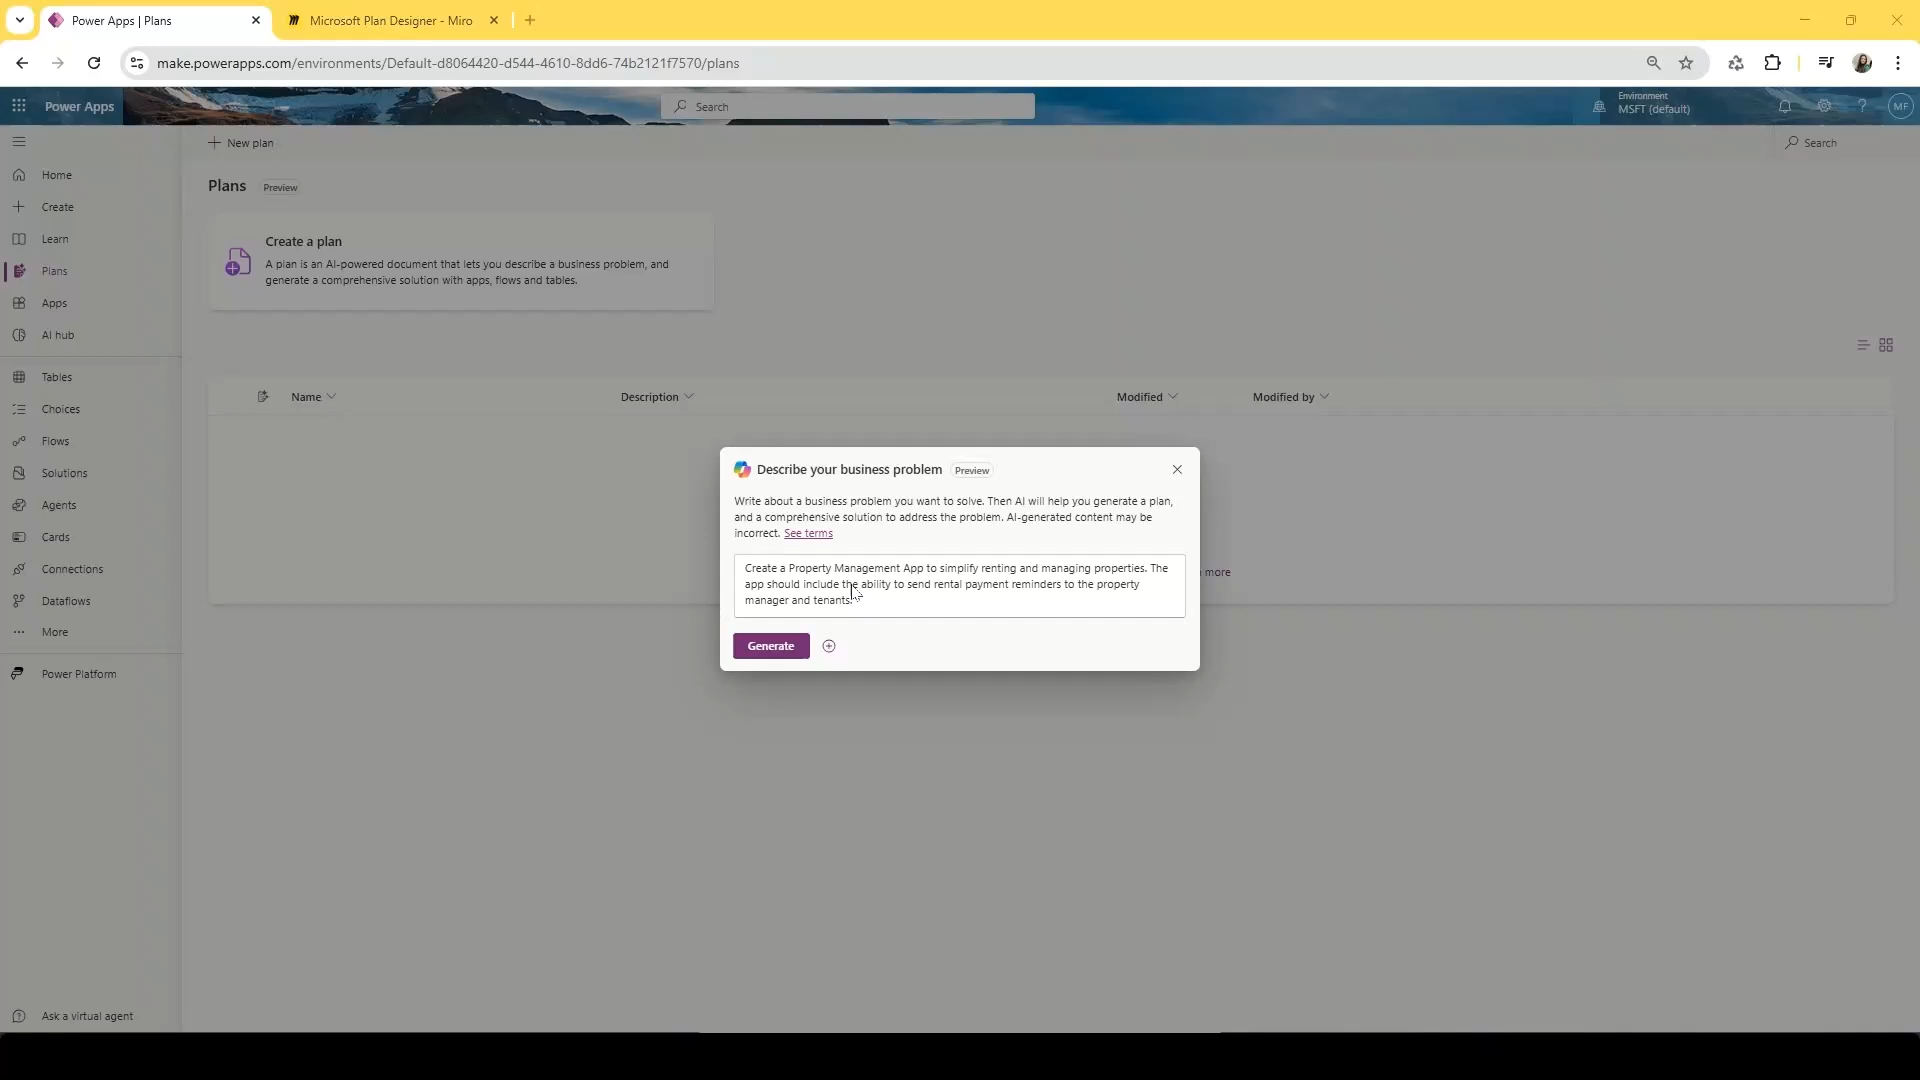 Power Apps | Plans
Microsoft Plan Designer - Miro
make.powerapps.com/environments/Default-d8064420-d544-4610-8dd6-74b2121f7570/plans
Power Apps
Search
Environment
MSFT (default)
MF
New plan
Search
Home
Create
Learn
Plans
Apps
AI hub
Tables
Choices
Flows
Solutions
Agents
Cards
Connections
Dataflows
More
Power Platform
Ask a virtual agent
Plans Preview
Create a plan
A plan is an AI-powered document that lets you describe a business problem, and
generate a comprehensive solution with apps, flows and tables.
Name Description Modified Modified by
more
Describe your business problem Preview
Write about a business problem you want to solve. Then AI will help you generate a plan,
and a comprehensive solution to address the problem. AI-generated content may be
incorrect. See terms
Create a Property Management App to simplify renting and managing properties. The
app should include the ability to send rental payment reminders to the property
manager and tenants.
Generate